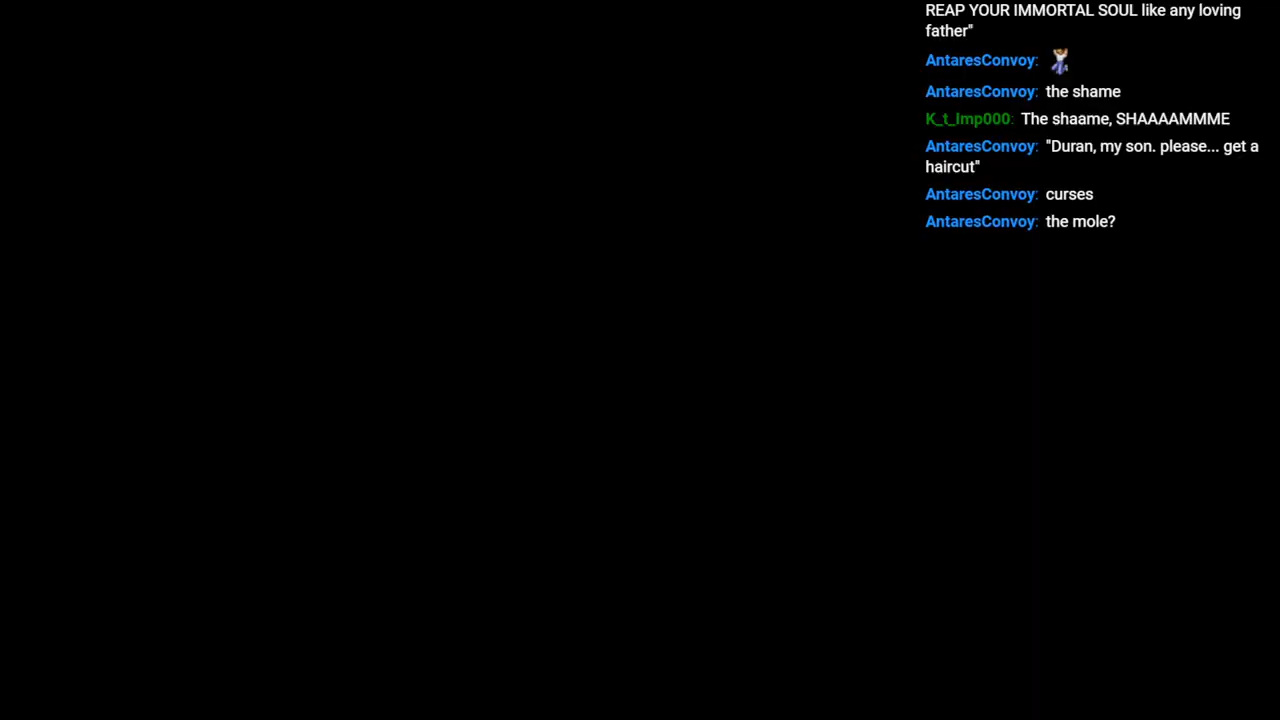 REAP YOUR IMMORTAL SOUL like any loving
father"
AntaresConvoy:
AntaresConvoy: the shame
K_t_Imp000: The shaame, SHAAAAMMME
AntaresConvoy: "Duran, my son. please... get a
haircut"
AntaresConvoy: curses
AntaresConvoy: the mole?